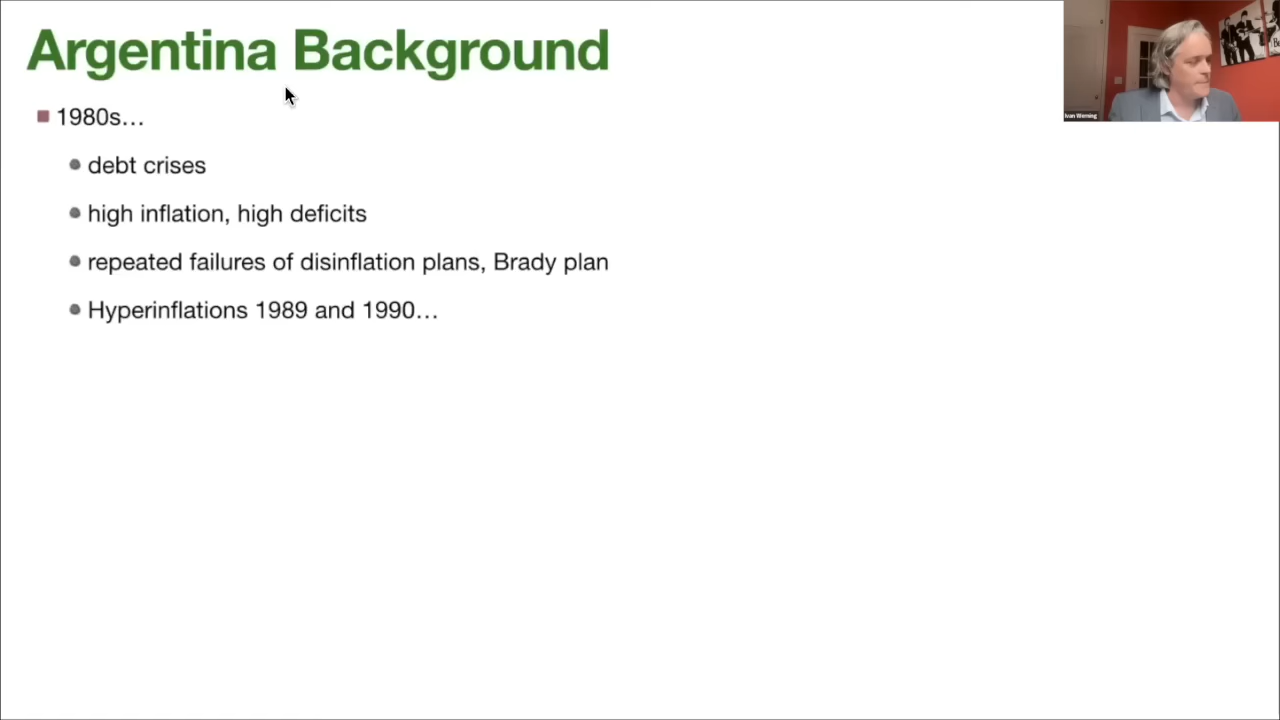 Argentina Background
1980s…
debt crises
high inflation, high deficits
repeated failures of disinflation plans, Brady plan
Hyperinflations 1989 and 1990…
Ivan Werning